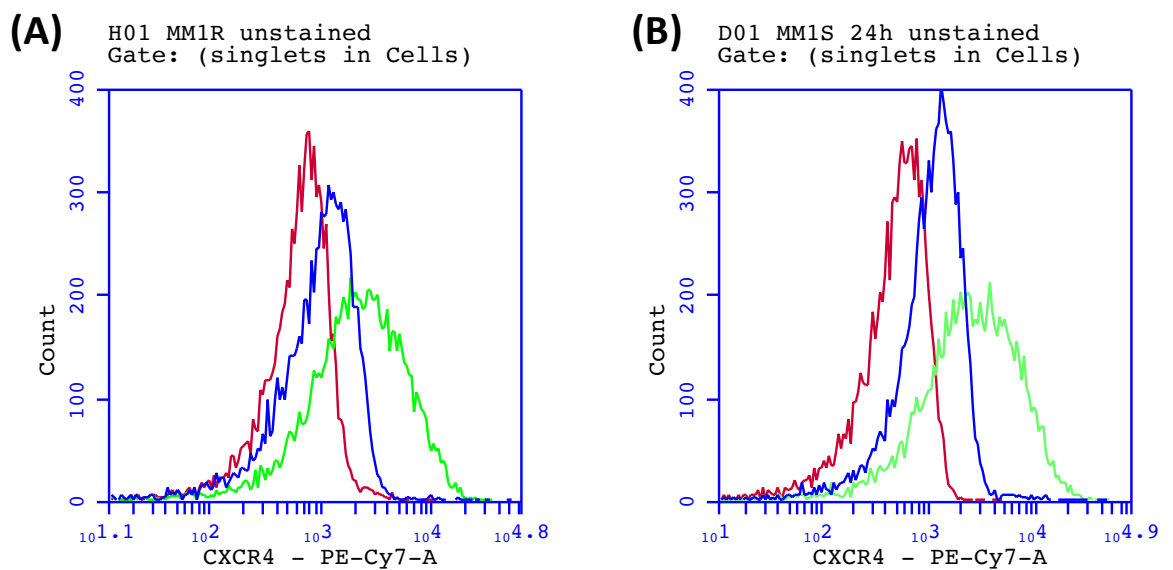 (A)
H01 MM1R unstained
Gate: (singlets in Cells)
400
300
200
100
0
Count
10^1.1 10^2 10^3 10^4 10^4.8
CXCR4 - PE-Cy7-A
(B)
D01 MM1S 24h unstained
Gate: (singlets in Cells)
400
300
200
100
0
Count
10^1 10^2 10^3 10^4 10^4.9
CXCR4 - PE-Cy7-A